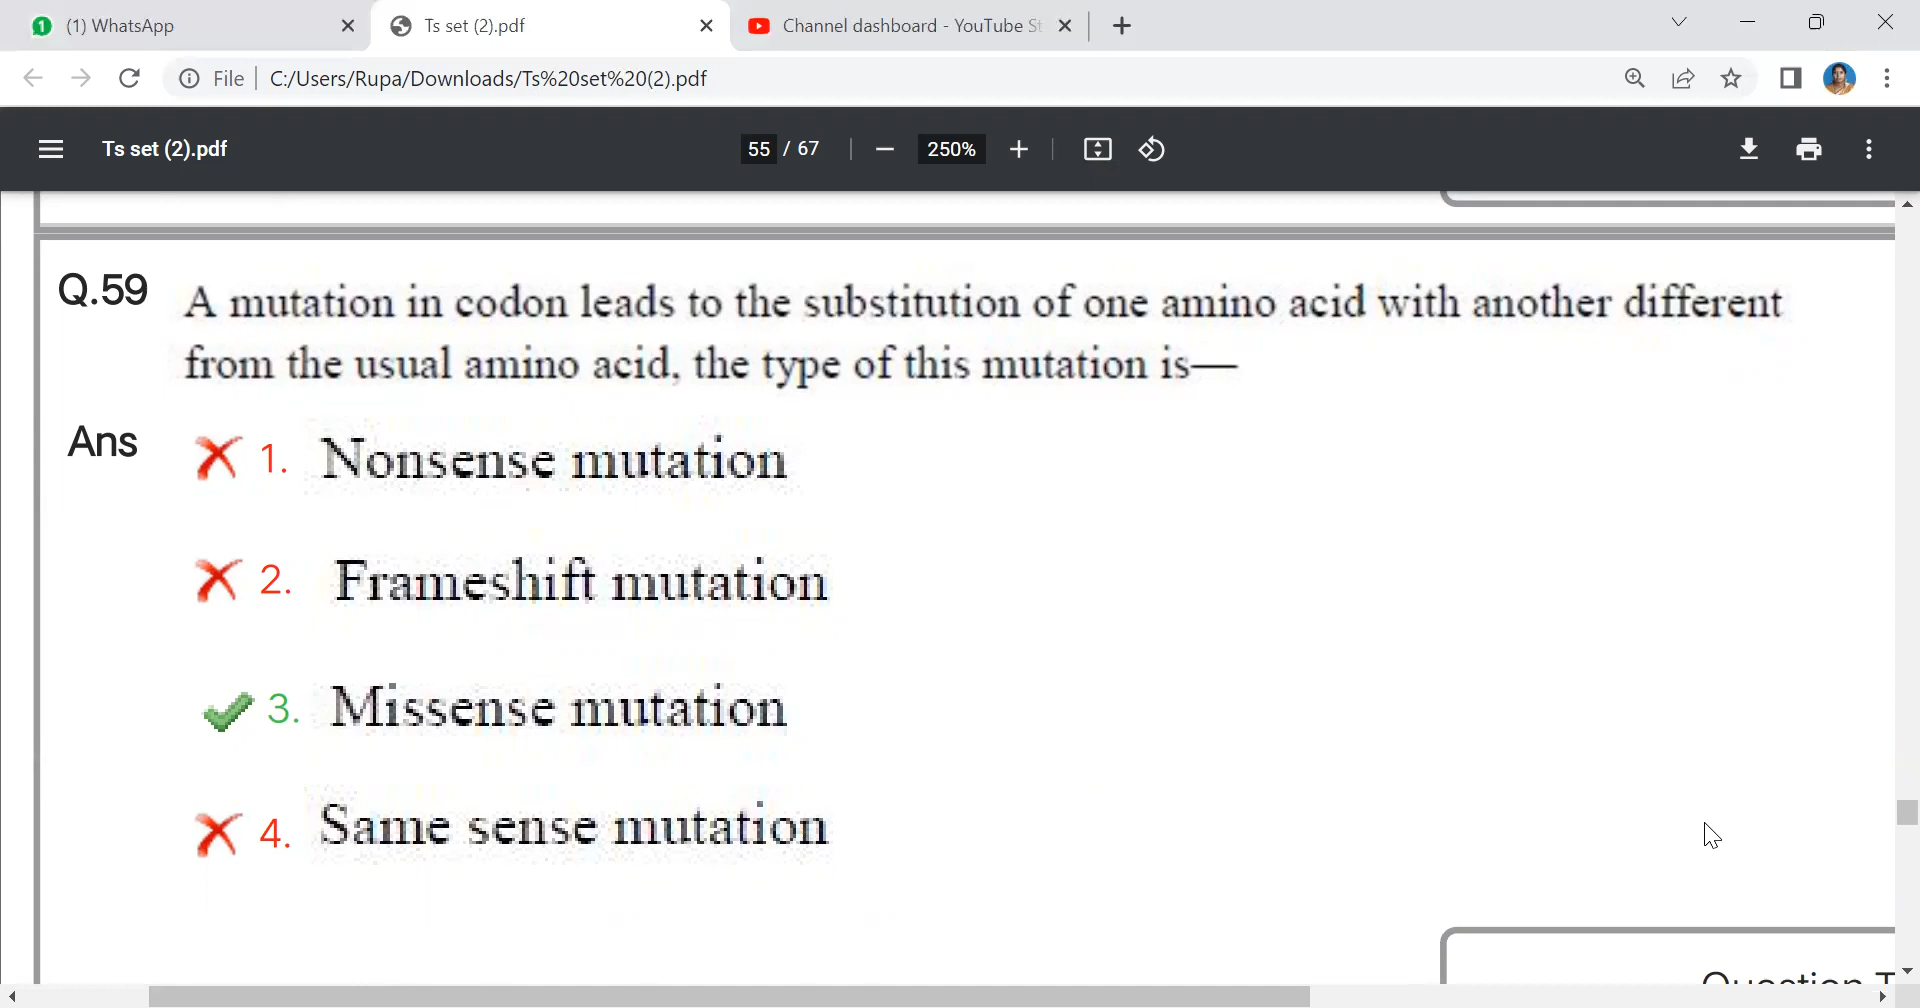 (1) WhatsApp
Ts set (2).pdf
Channel dashboard - YouTube St
File
C:/Users/Rupa/Downloads/Ts%20set%20(2).pdf
Ts set (2).pdf
55 / 67
250%
Q.59 A mutation in codon leads to the substitution of one amino acid with another different
from the usual amino acid, the type of this mutation is—
Ans 1. Nonsense mutation
2. Frameshift mutation
3. Missense mutation
4. Same sense mutation